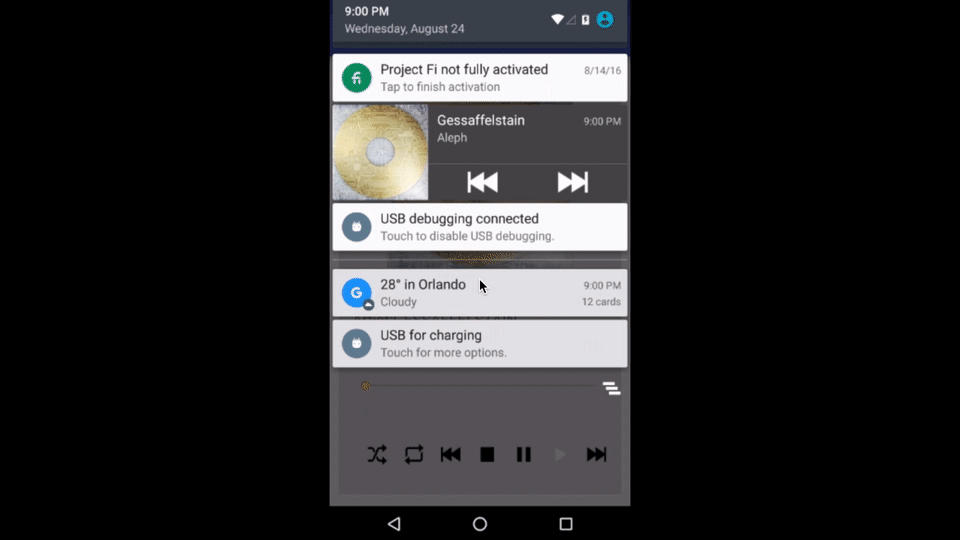 9:00 PM
Wednesday, August 24
Project Fi not fully activated
8/14/16
Tap to finish activation
Gessaffelstain
9:00 PM
Aleph
USB debugging connected
Touch to disable USB debugging.
28° in Orlando
9:00 PM
Cloudy
12 cards
USB for charging
Touch for more options.